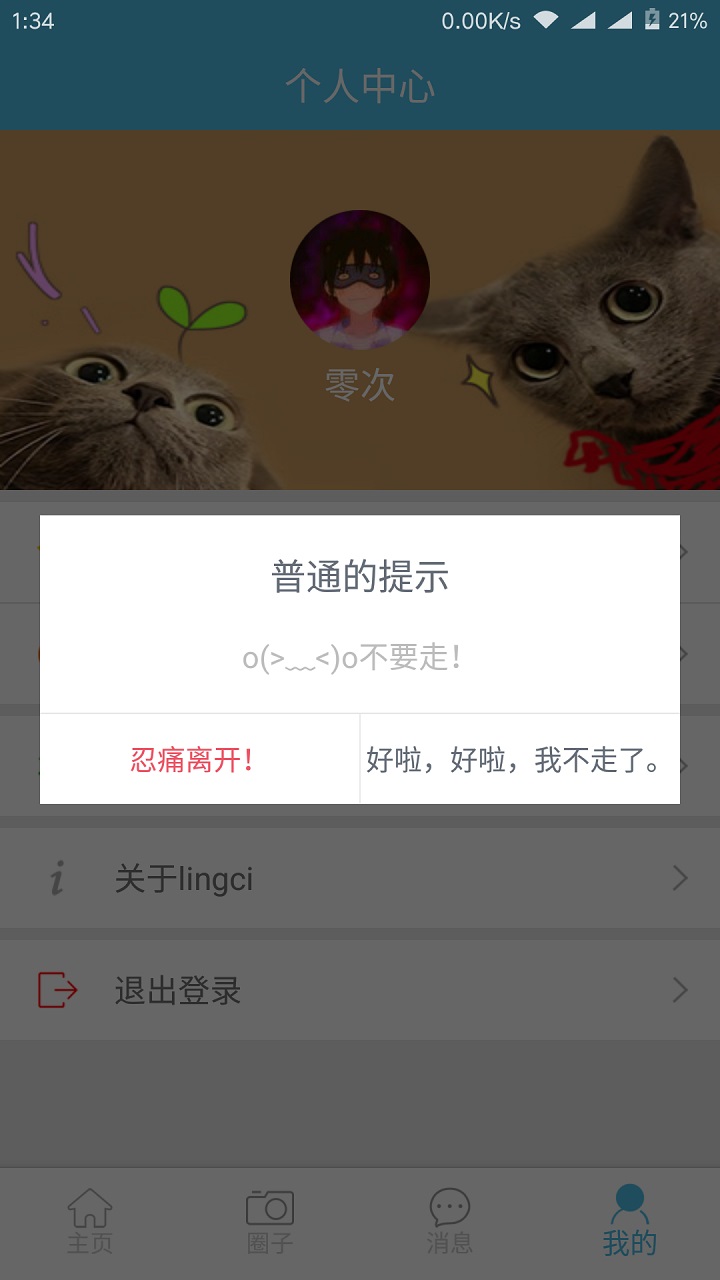 1:34
0.00K/s
21%
个人中心
零次
普通的提示
o(>﹏<)o不要走！
忍痛离开！
好啦，好啦，我不走了。
关于lingci
退出登录
主页
圈子
消息
我的